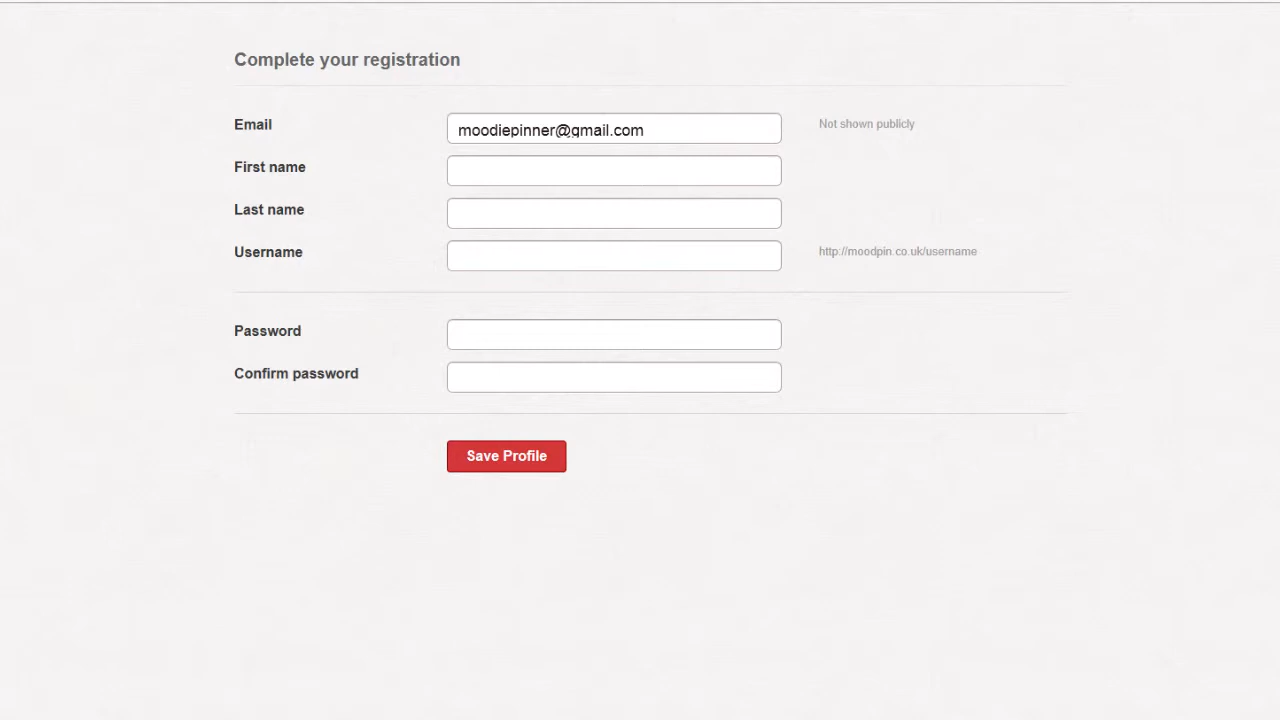 Complete your registration
Email moodiepinner@gmail.com Not shown publicly
First name
Last name
Username http://moodpin.co.uk/username
Password
Confirm password
Save Profile